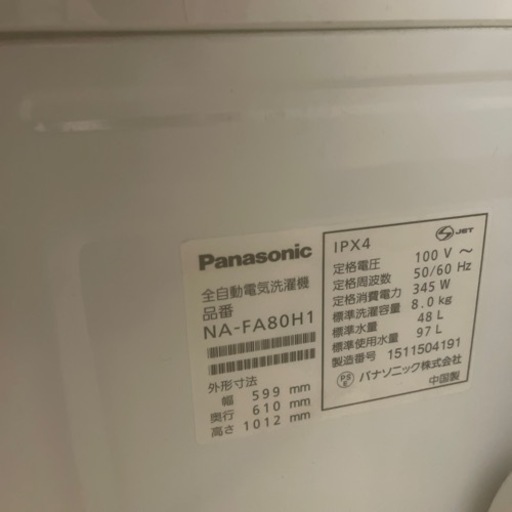 Panasonic
全自動電気洗濯機
品番
NA-FA80H1
外形寸法
幅 599 mm
奥行 610 mm
高さ 1012 mm
IPX4
JET
定格電圧 100 V ～
定格周波数 50/60 Hz
定格消費電力 345 W
標準洗濯容量 8.0 kg
標準水量 48 L
標準使用水量 97 L
製造番号 1511504191
PS E パナソニック株式会社
中国製